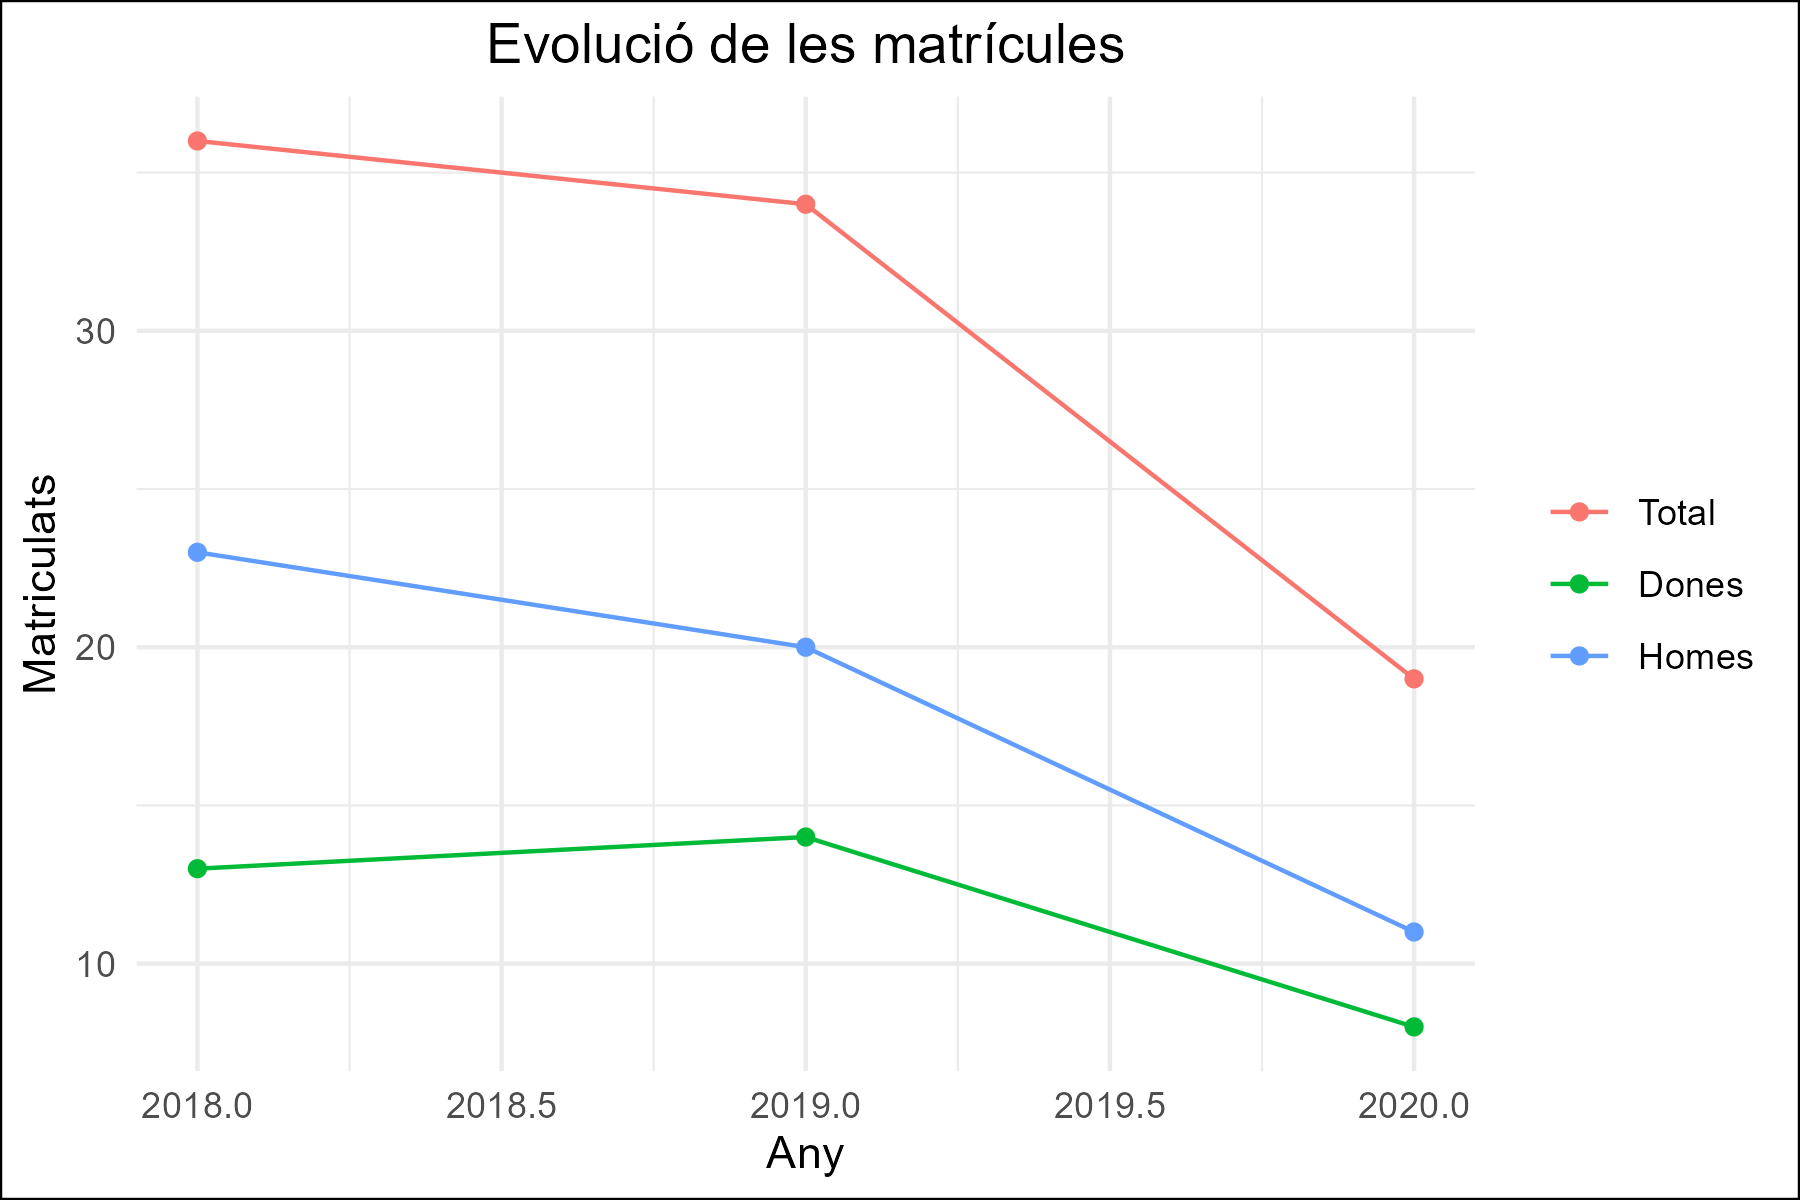 Evolució de les matrícules
Matriculats
30
20
10
2018.0
2018.5
2019.0
2019.5
2020.0
Any
Total
Dones
Homes